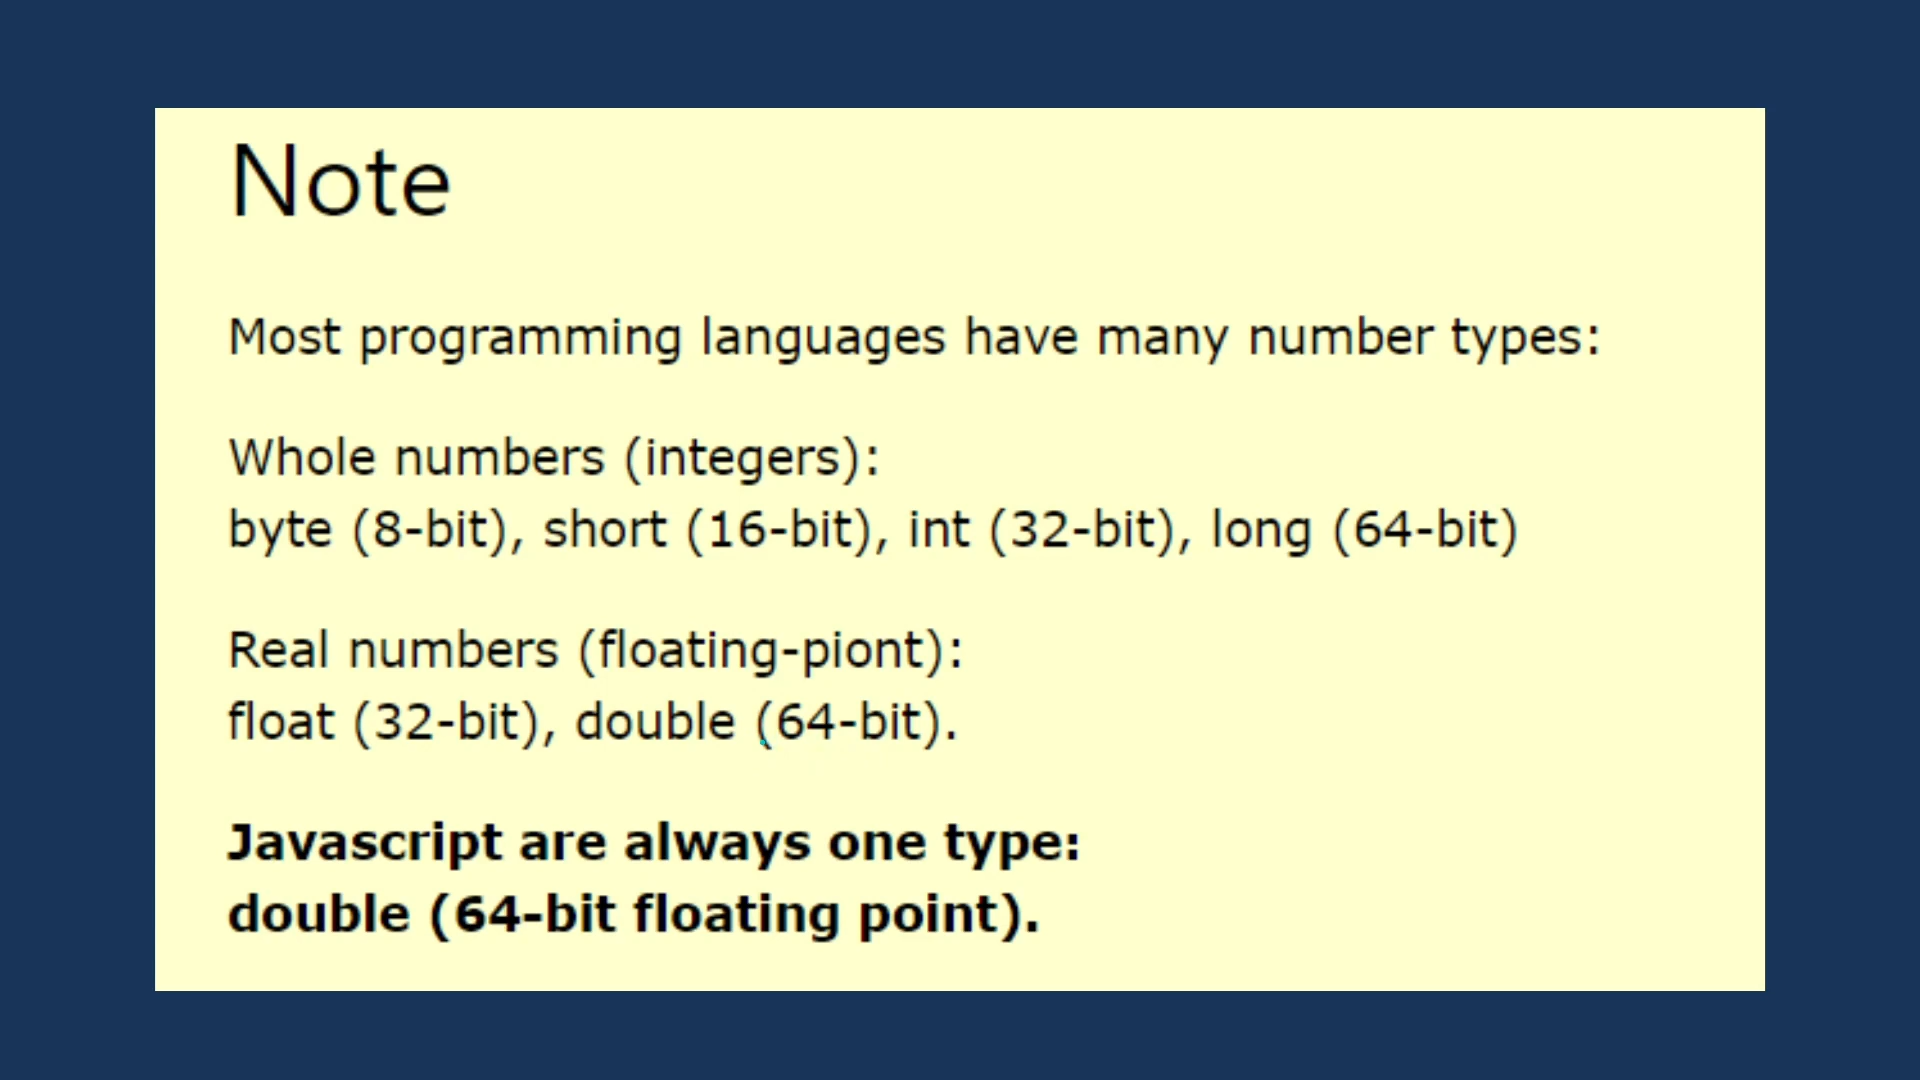 Note
Most programming languages have many number types:
Whole numbers (integers):
byte (8-bit), short (16-bit), int (32-bit), long (64-bit)
Real numbers (floating-piont):
float (32-bit), double (64-bit).
Javascript are always one type:
double (64-bit floating point).